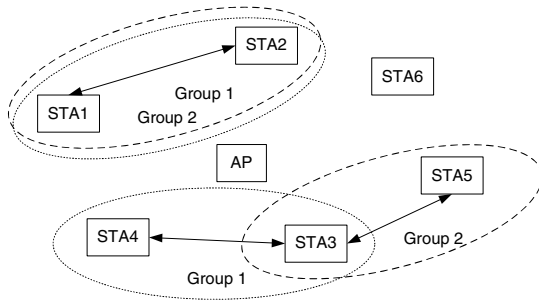 STA2
STA6
Group 1
STA1
Group 2
AP
STA5
STA4
STA3
Group 2
Group 1